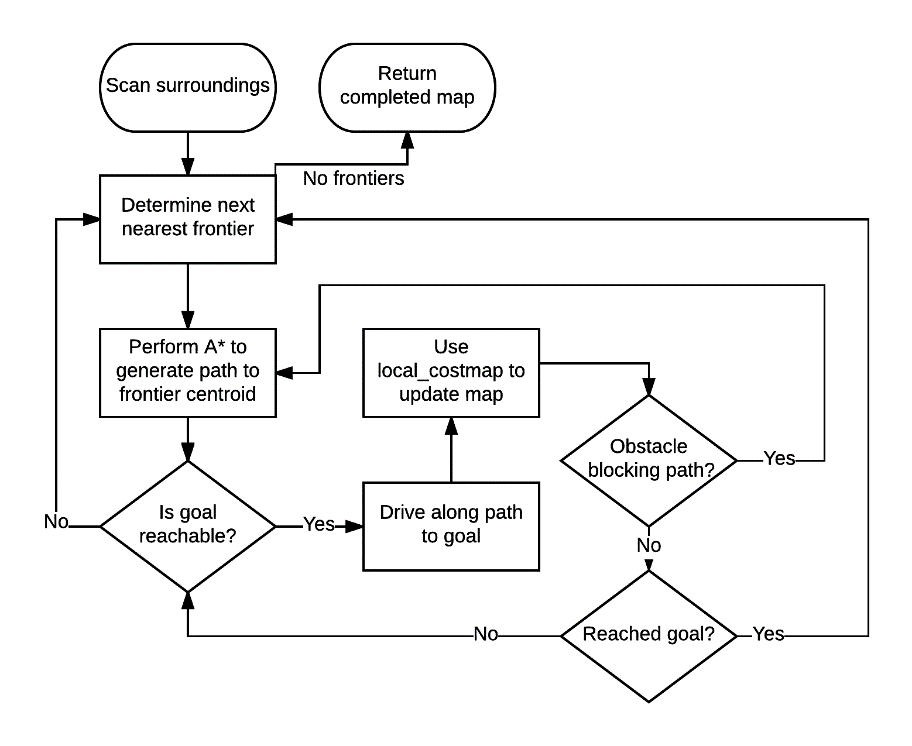 Scan surroundings
Return
completed map
No frontiers
Determine next
nearest frontier
Perform A* to
generate path to
frontier centroid
Use
local_costmap to
update map
Obstacle
blocking path?
Yes
Is goal
reachable?
No
Yes
Drive along path
to goal
No
Reached goal?
No
Yes